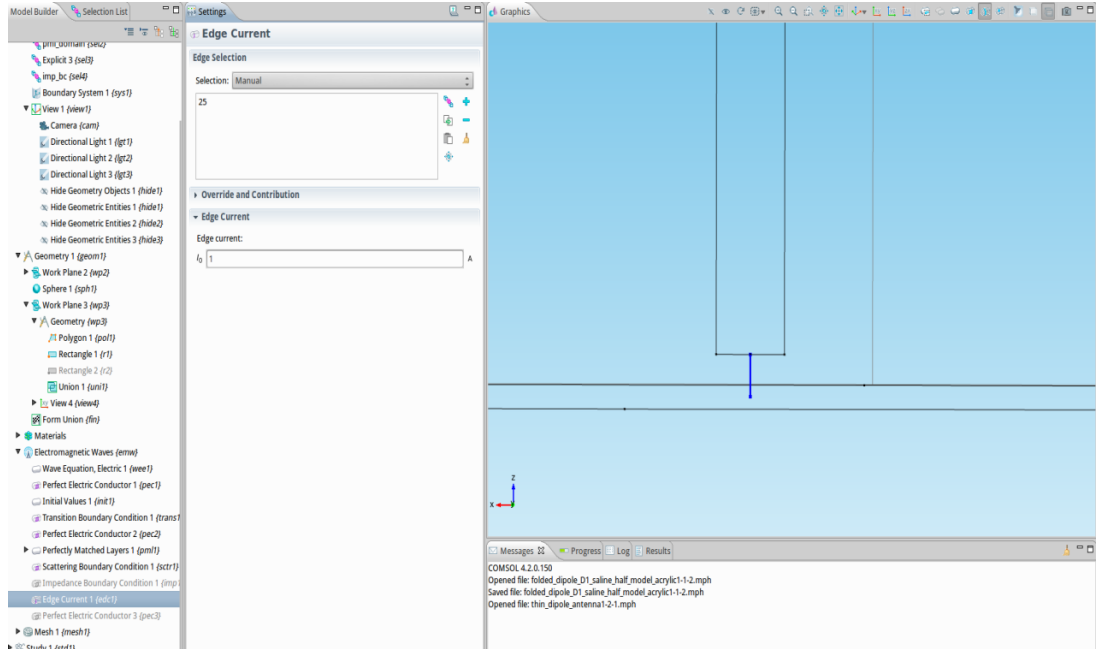 Model Builder
Selection List
pml_domain (sel2)
Explicit 3 (sel3)
imp_bc (sel4)
Boundary System 1 (sys1)
View 1 (view1)
Camera (cam)
Directional Light 1 (lgt1)
Directional Light 2 (lgt2)
Directional Light 3 (lgt3)
Hide Geometry Objects 1 (hide1)
Hide Geometric Entities 1 (hide1)
Hide Geometric Entities 2 (hide2)
Hide Geometric Entities 3 (hide3)
Geometry 1 (geom1)
Work Plane 2 (wp2)
Sphere 1 (sph1)
Work Plane 3 (wp3)
Geometry (wp3)
Polygon 1 (pol1)
Rectangle 1 (r1)
Rectangle 2 (r2)
Union 1 (uni1)
View 4 (view4)
Form Union (fin)
Materials
Electromagnetic Waves (emw)
Wave Equation, Electric 1 (wee1)
Perfect Electric Conductor 1 (pec1)
Initial Values 1 (init1)
Transition Boundary Condition 1 (trans1
Perfect Electric Conductor 2 (pec2)
Perfectly Matched Layers 1 (pml1)
Scattering Boundary Condition 1 (sctr1)
Impedance Boundary Condition 1 (imp1
Edge Current 1 (edc1)
Perfect Electric Conductor 3 (pec3)
Mesh 1 (mesh1)
Study 1 (std1)
Settings
Edge Current
Edge Selection
Selection: Manual
25
Override and Contribution
Edge Current
Edge current:
I0 1 A
Graphics
z
x y
Messages
Progress
Log
Results
COMSOL 4.2.0.150
Opened file: folded_dipole_D1_saline_half_model_acrylic1-1-2.mph
Saved file: folded_dipole_D1_saline_half_model_acrylic1-1-2.mph
Opened file: thin_dipole_antenna1-2-1.mph